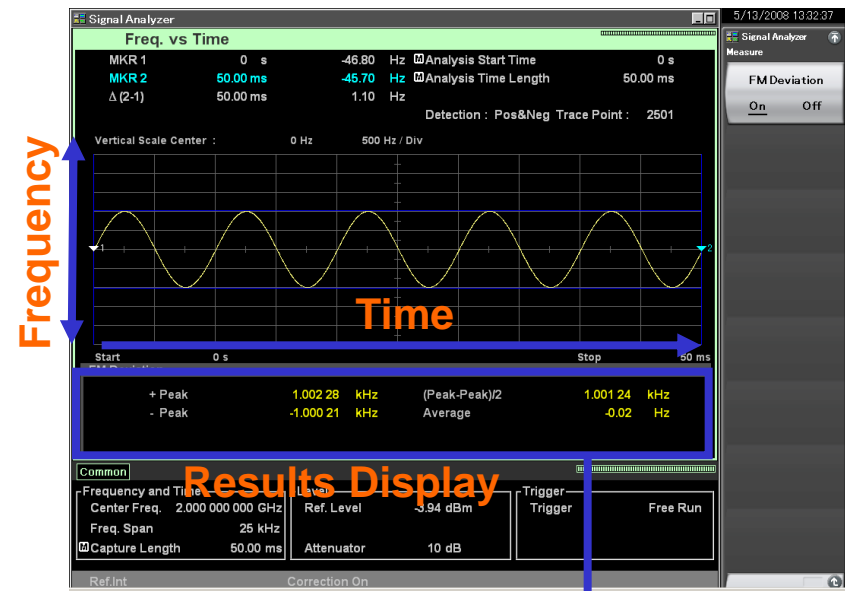 Signal Analyzer
5/13/2008 13:32:37
Freq. vs Time
MKR 1 0 s -46.80 Hz M Analysis Start Time 0 s
MKR 2 50.00 ms -45.70 Hz M Analysis Time Length 50.00 ms
Δ (2-1) 50.00 ms 1.10 Hz
Detection : Pos&Neg Trace Point : 2501
Vertical Scale Center : 0 Hz 500 Hz / Div
1
2
Frequency
Time
Start 0 s Stop 50 ms
FM Deviation
+ Peak 1.002 28 kHz (Peak-Peak)/2 1.001 24 kHz
- Peak -1.000 21 kHz Average -0.02 Hz
Results Display
Common
Frequency and Time
Center Freq. 2.000 000 000 GHz
Freq. Span 25 kHz
M Capture Length 50.00 ms
Level
Ref. Level -3.94 dBm
Attenuator 10 dB
Trigger
Trigger Free Run
Ref.Int Correction On
Signal Analyzer
Measure
FM Deviation
On Off